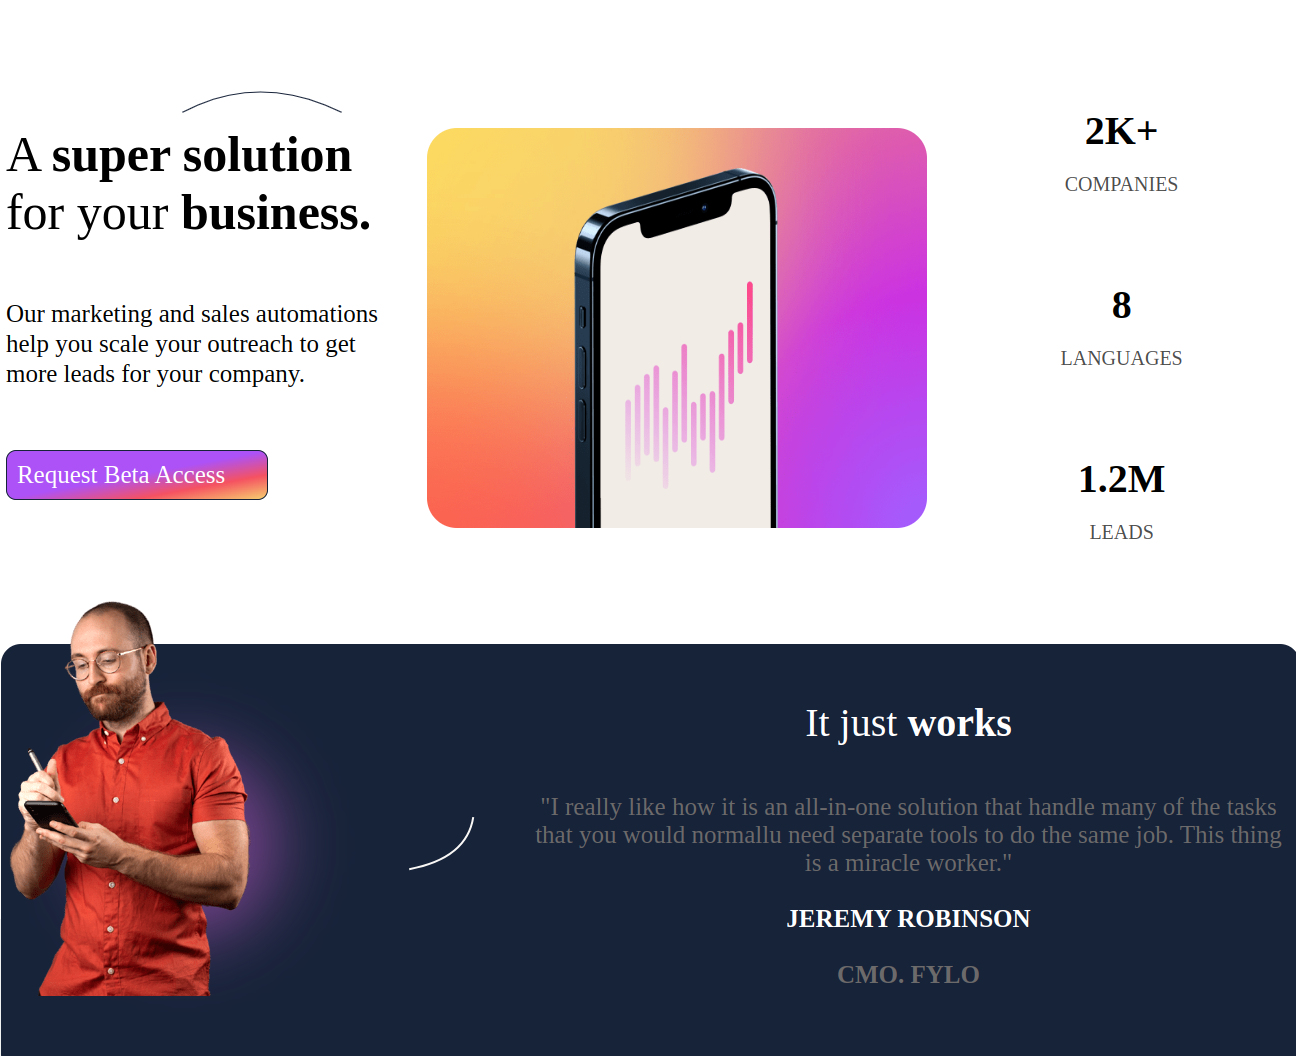 A super solution
for your business.
Our marketing and sales automations
help you scale your outreach to get
more leads for your company.
Request Beta Access
2K+
COMPANIES
8
LANGUAGES
1.2M
LEADS
It just works
"I really like how it is an all-in-one solution that handle many of the tasks
that you would normallu need separate tools to do the same job. This thing
is a miracle worker."
JEREMY ROBINSON
CMO. FYLO